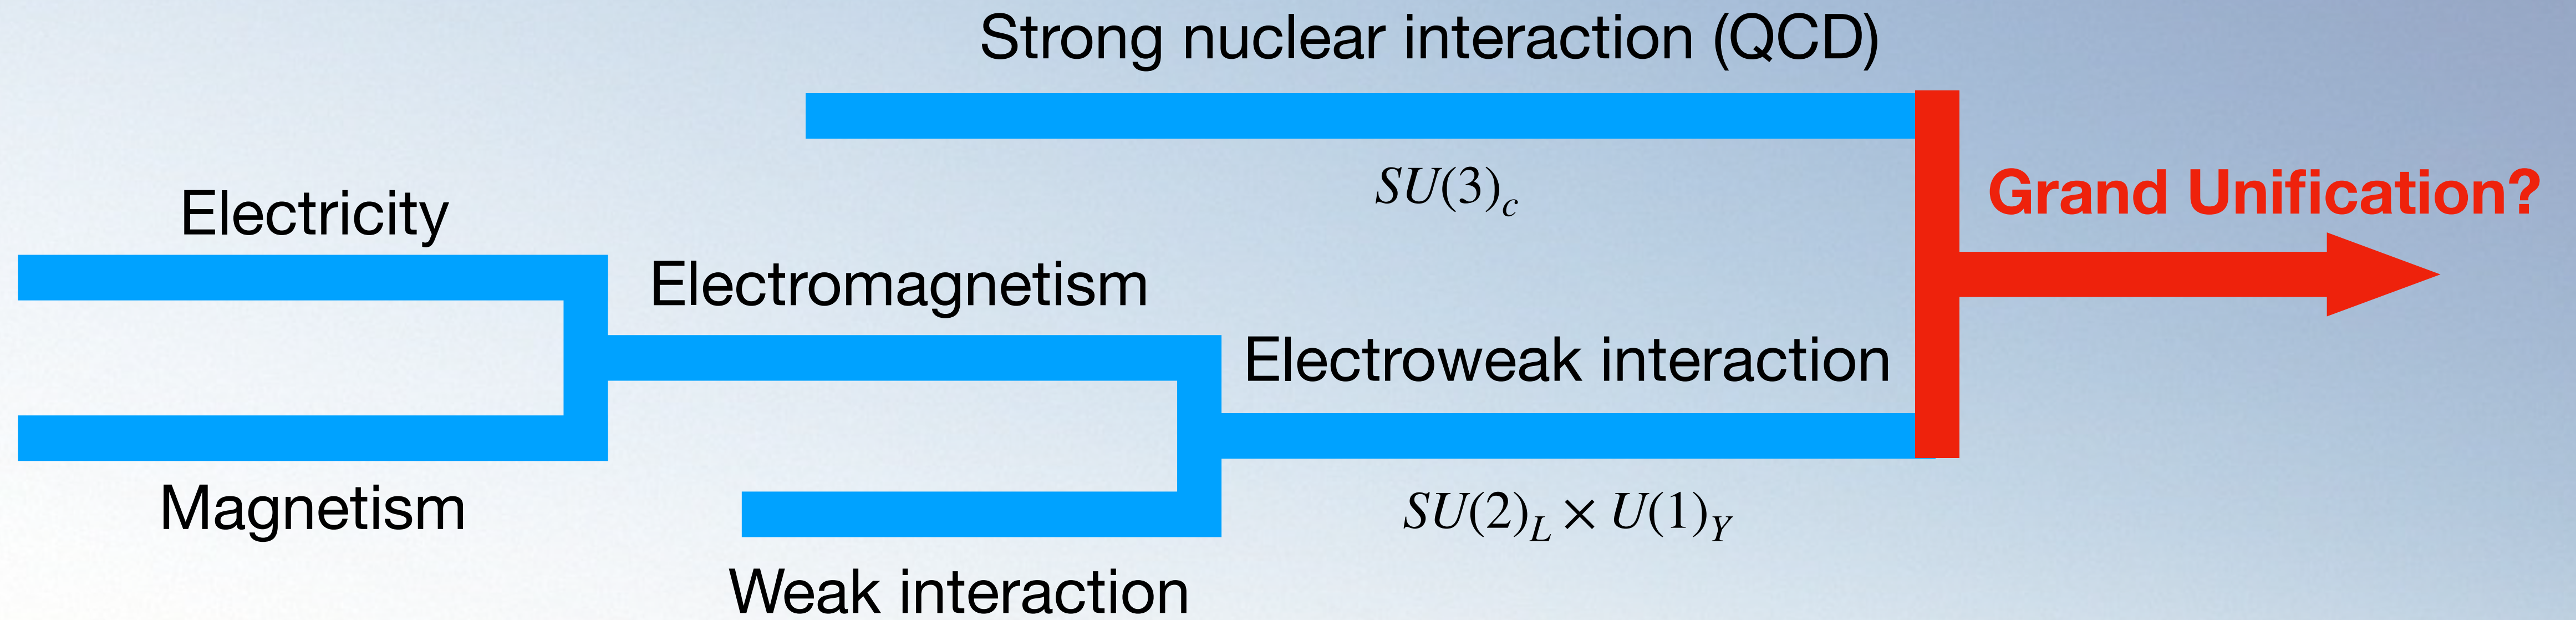 Strong nuclear interaction (QCD)
SU(3)c
Grand Unification?
Electricity
Electromagnetism
Electroweak interaction
Magnetism
SU(2)L × U(1)Y
Weak interaction